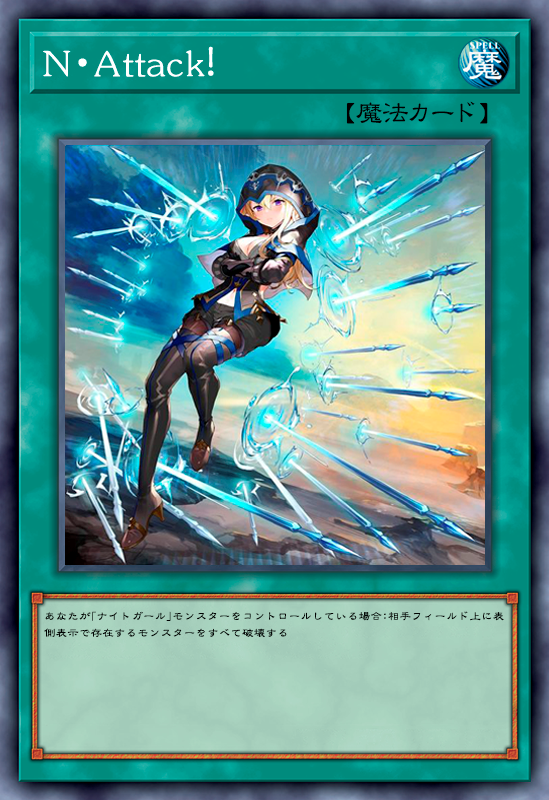 N・Attack!
SPELL
魔
【魔法カード】
あなたが「ナイトガール」モンスターをコントロールしている場合:相手フィールド上に表
側表示で存在するモンスターをすべて破壊する